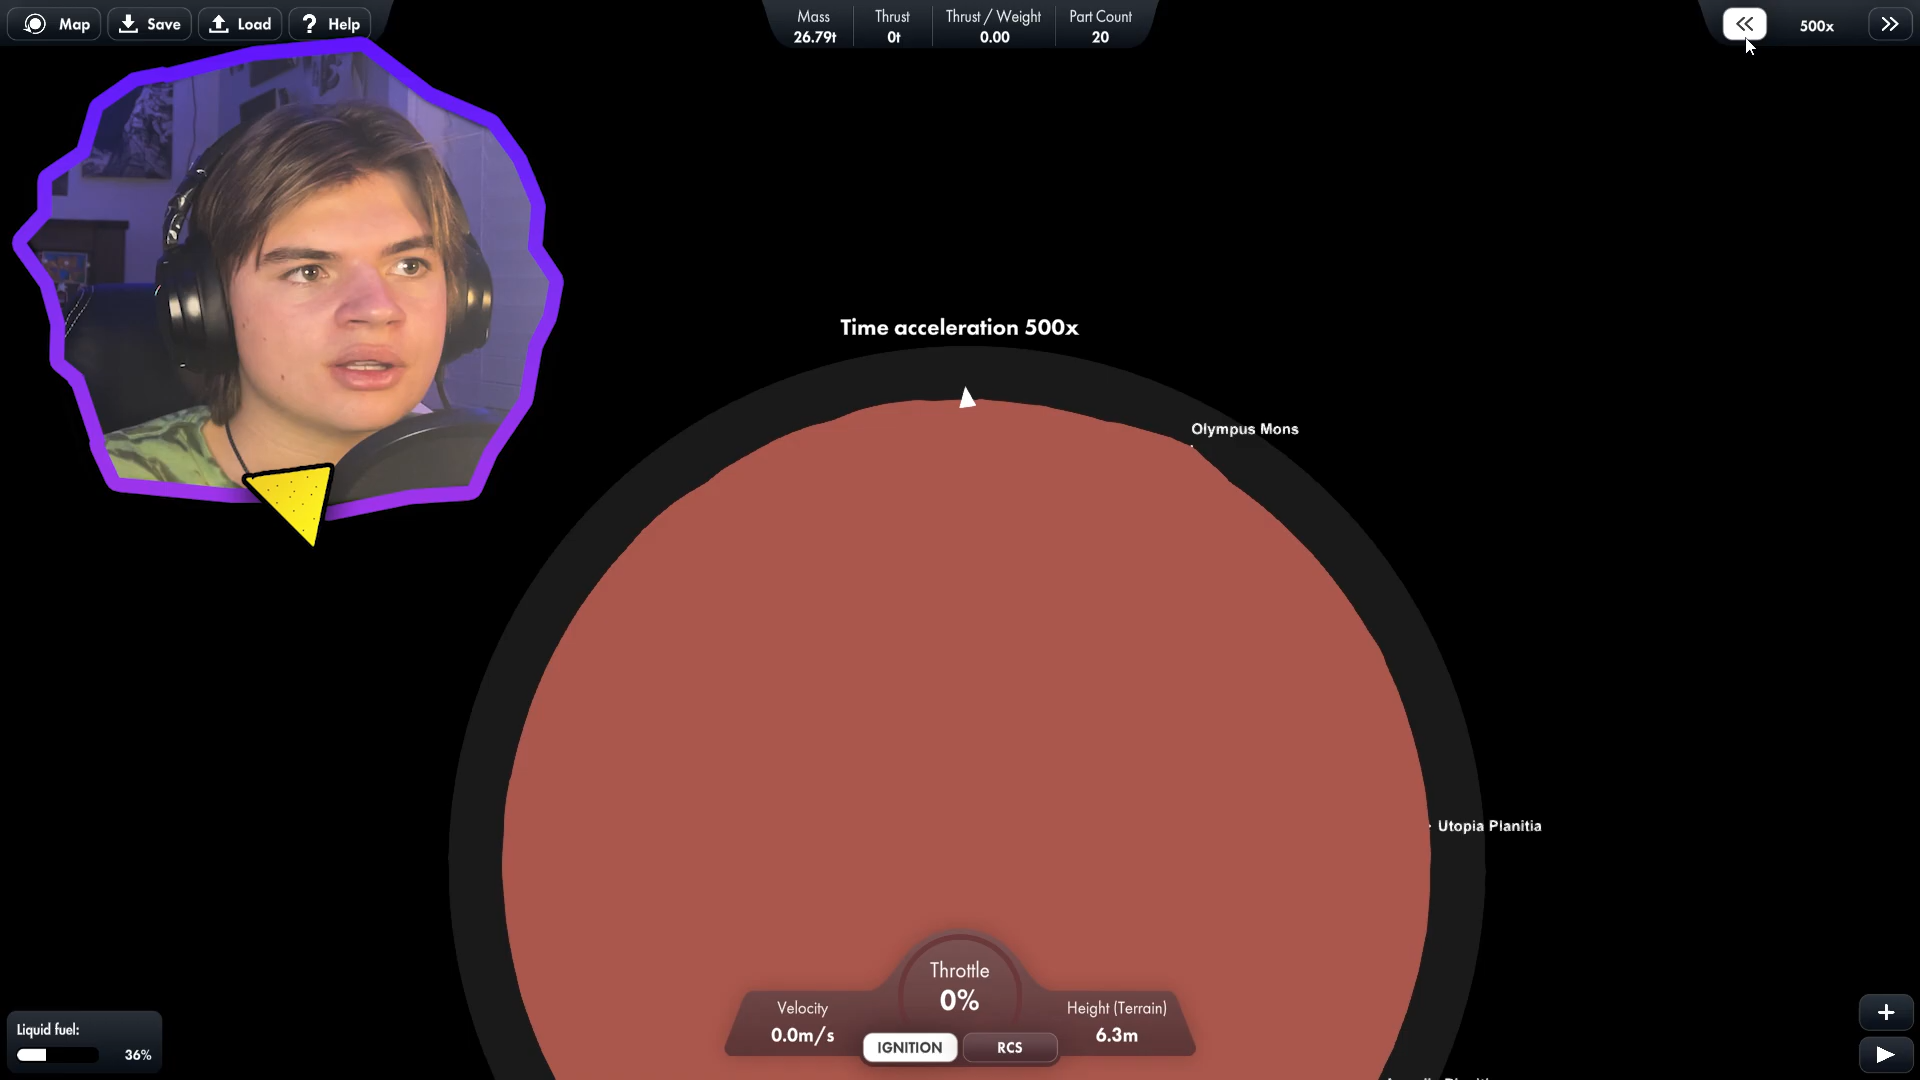 Map
Save
Load
? Help
Mass
26.79t
Thrust
0t
Thrust / Weight
0.00
Part Count
20
500x
Time acceleration 500x
Olympus Mons
Utopia Planitia
Throttle
0%
Velocity
0.0m/s
Height (Terrain)
6.3m
IGNITION
RCS
Liquid fuel:
36%